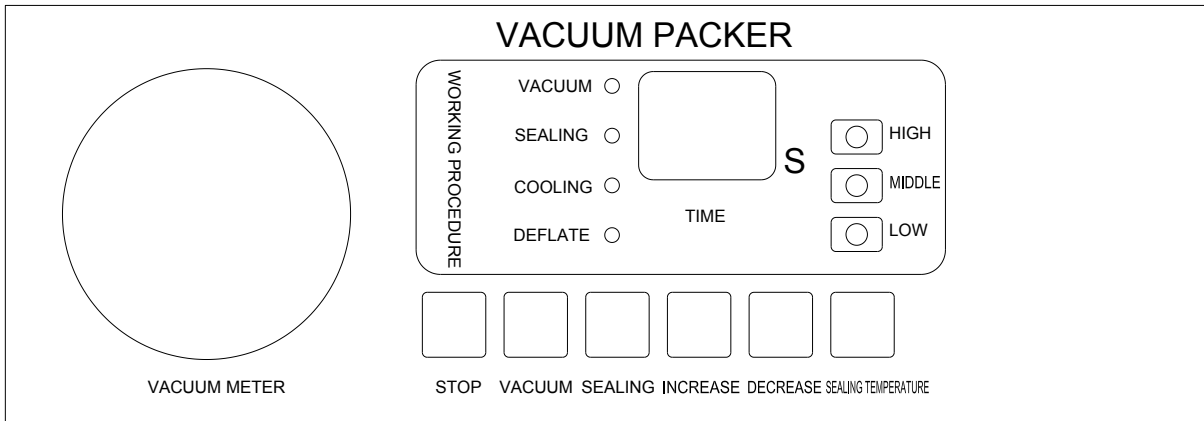 VACUUM PACKER
WORKING PROCEDURE
VACUUM
SEALING
COOLING
DEFLATE
S
TIME
HIGH
MIDDLE
LOW
VACUUM METER
STOP VACUUM SEALING INCREASE DECREASE SEALING TEMPERATURE